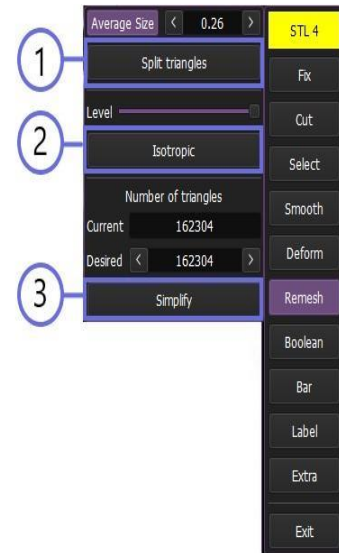 Average Size < 0.26 >
1 Split triangles
Level
2 Isotropic
Number of triangles
Current 162304
Desired < 162304 >
3 Simplify
STL 4
Fix
Cut
Select
Smooth
Deform
Remesh
Boolean
Bar
Label
Extra
Exit